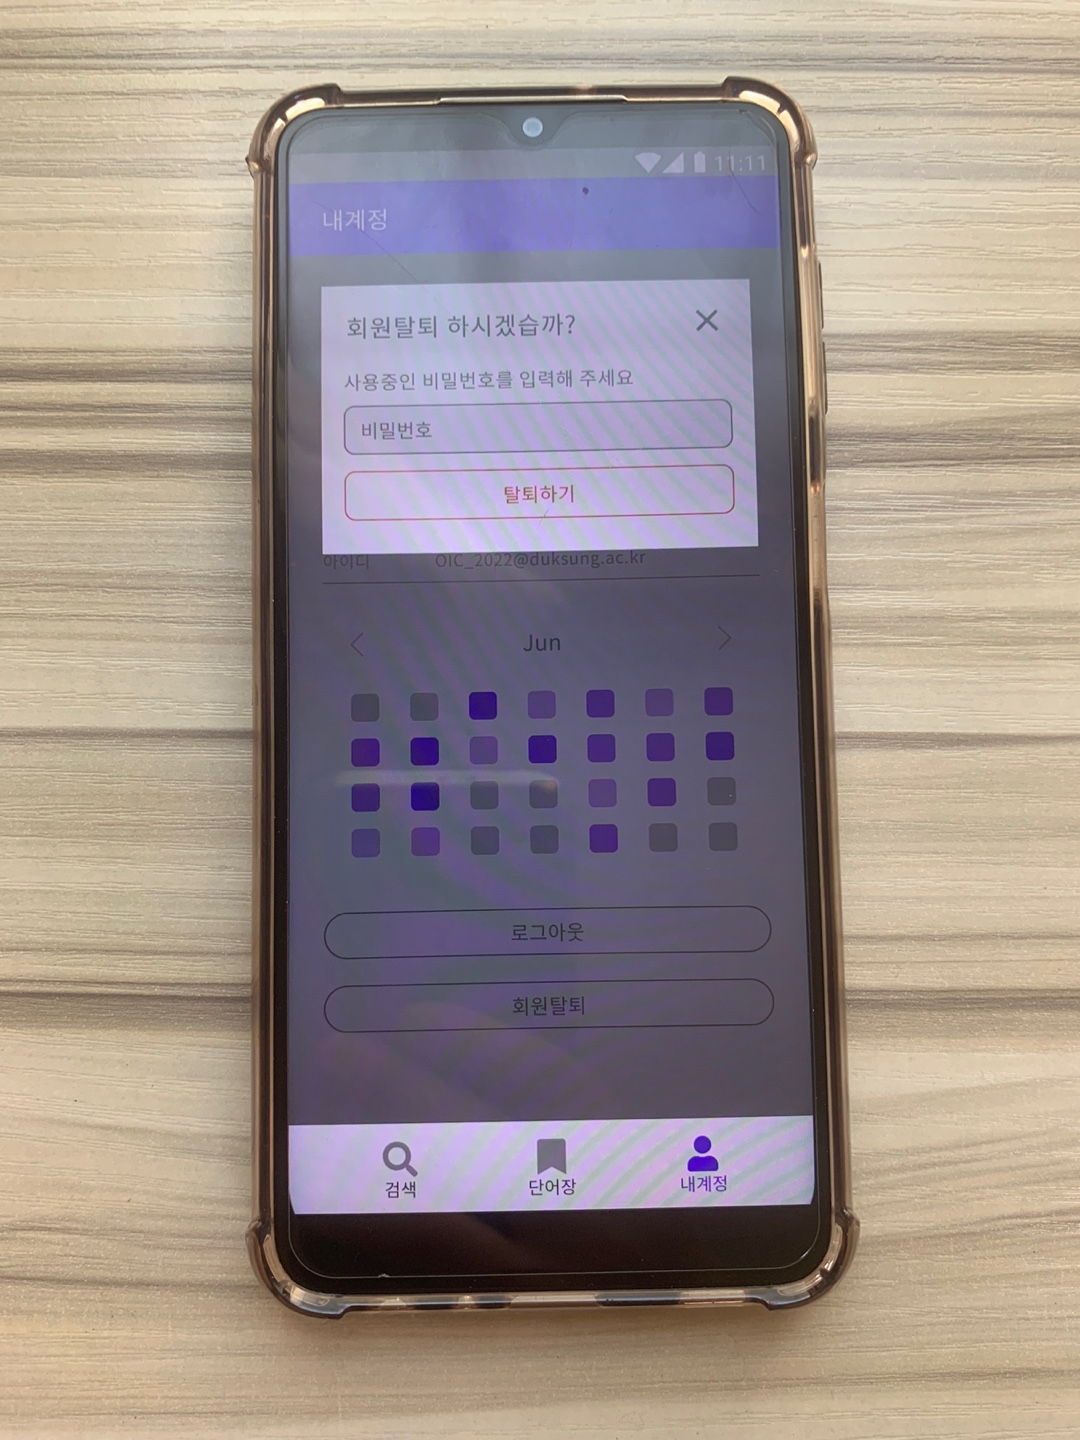 11:11
내계정
회원탈퇴 하시겠습까?
사용중인 비밀번호를 입력해 주세요
비밀번호
탈퇴하기
아이디 OIC_2022@duksung.ac.kr
Jun
로그아웃
회원탈퇴
검색 단어장 내계정